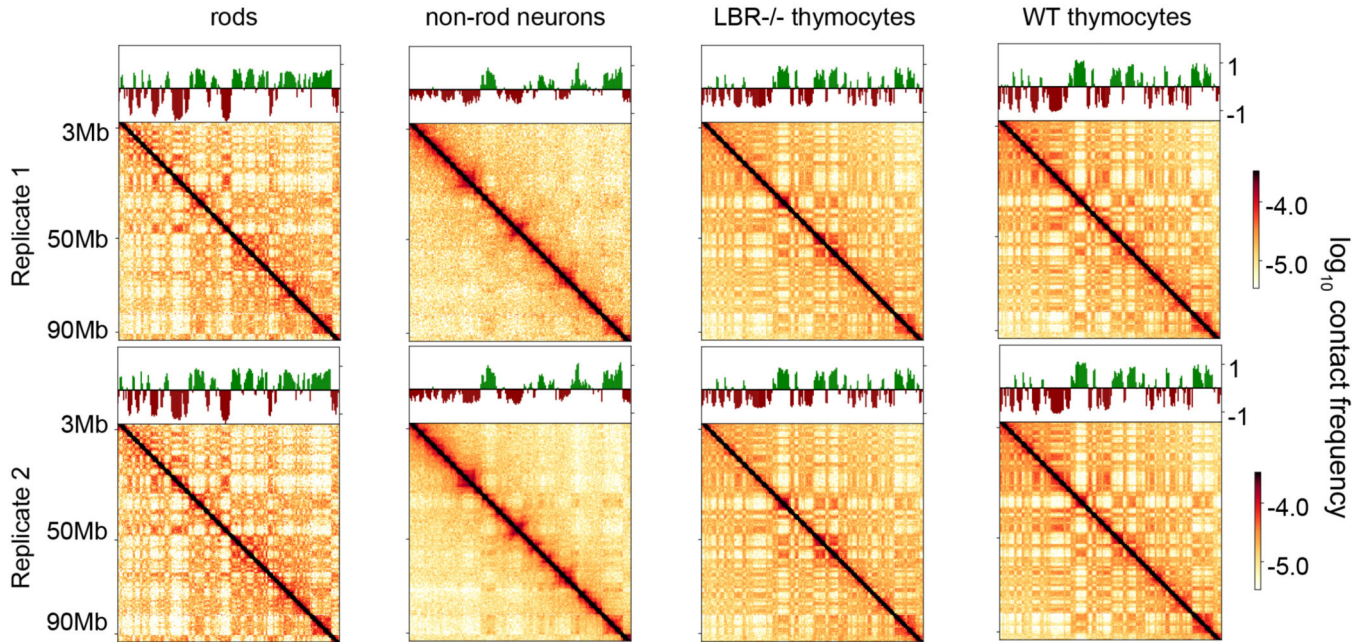 rods non-rod neurons LBR-/- thymocytes WT thymocytes
1
-1
Replicate 1
3Mb
50Mb
90Mb
-4.0
-5.0
1
-1
Replicate 2
3Mb
50Mb
90Mb
-4.0
-5.0
log10 contact frequency